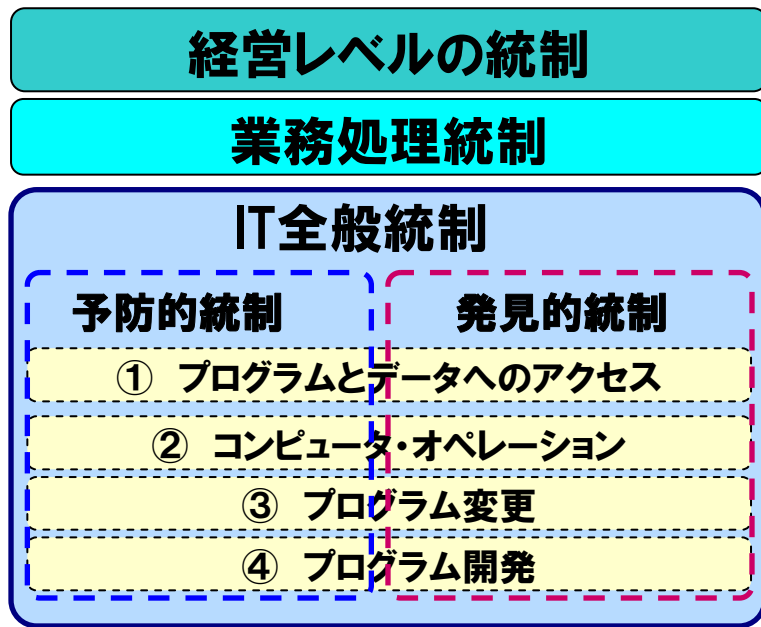 経営レベルの統制
業務処理統制
IT全般統制
予防的統制
発見的統制
① プログラムとデータへのアクセス
② コンピュータ・オペレーション
③ プログラム変更
④ プログラム開発